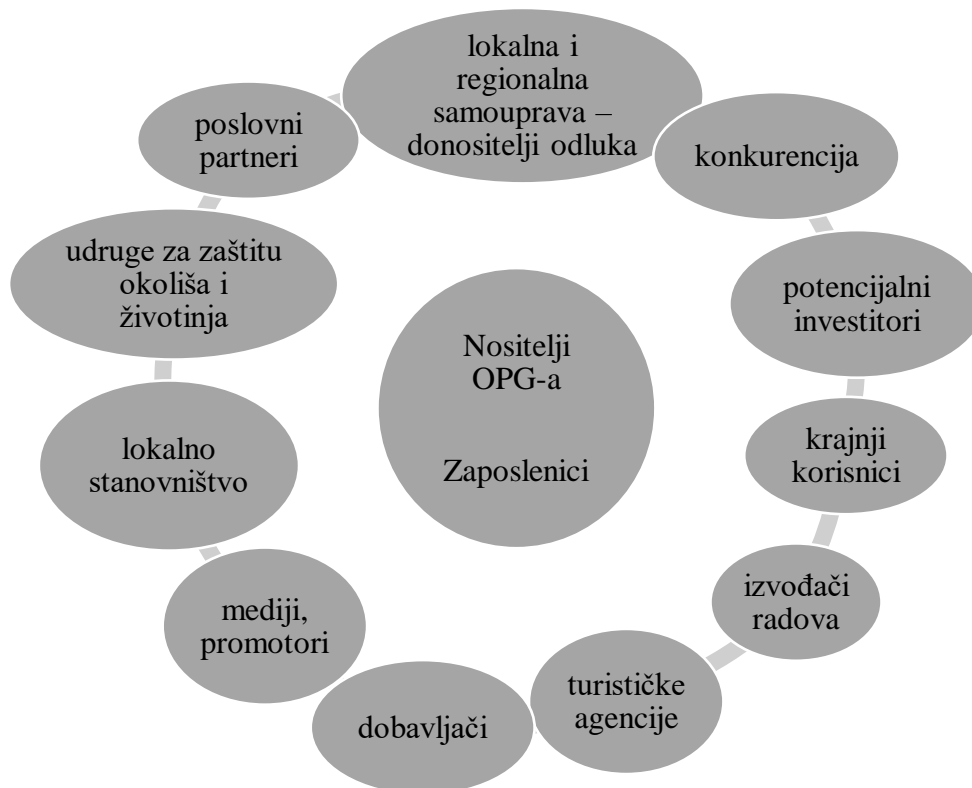 lokalna i
regionalna
samouprava –
donositelji odluka
konkurencija
potencijalni
investitori
krajnji
korisnici
izvođači
radova
turističke
agencije
dobavljači
mediji,
promotori
lokalno
stanovništvo
udruge za zaštitu
okoliša i
životinja
poslovni
partneri
Nositelji
OPG-a
Zaposlenici